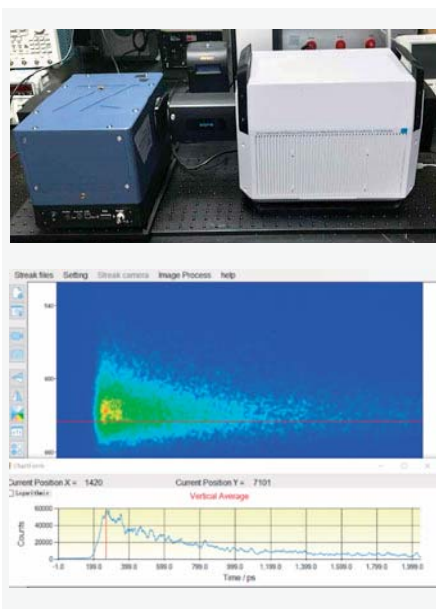 Streak files Setting Streak camera Image Process help
540
600
660
ChartForm
Current Position X = 1420 Current Position Y = 7101
Logarithmic
Vertical Average
60000
40000
20000
0
Counts
-1.0 199.0 399.0 599.0 799.0 999.0 1,199.0 1,399.0 1,599.0 1,799.0 1,999.0
Time / ps